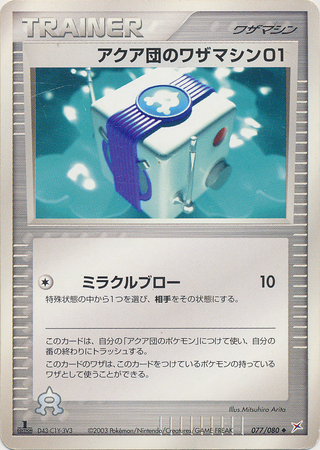 TRAINER
ワザマシン
アクア団のワザマシン01
ミラクルブロー 10
特殊状態の中から1つを選び、相手をその状態にする。
このカードは、自分の「アクア団のポケモン」につけて使い、自分の
番の終わりにトラッシュする。
このカードのワザは、このカードをつけているポケモンの持っている
ワザとして使うことができる。
Illus.Mitsuhiro Arita
1 D43-C1Y-3V3 ©2003 Pokémon/Nintendo/Creatures/GAME FREAK. 077/080